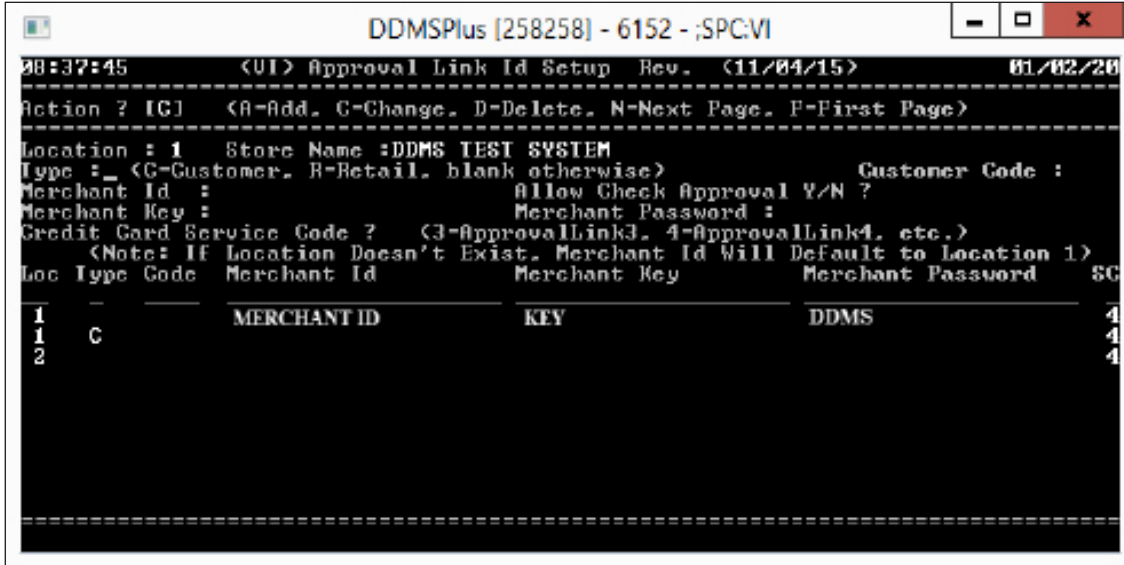 DDMSPlus [258258] - 6152 - ;SPC:VI
08:37:45 (VI) Approval Link Id Setup Rev. (11/04/15) 01/02/20
Action ? [C] (A-Add, C-Change, D-Delete, N-Next Page, F-First Page)
Location : 1 Store Name :DDMS TEST SYSTEM
Type :_ (C-Customer, R-Retail, blank otherwise) Customer Code :
Merchant Id : Allow Check Approval Y/N ?
Merchant Key : Merchant Password :
Credit Card Service Code ? (3-ApprovalLink3, 4-ApprovalLink4, etc.)
(Note: If Location Doesn't Exist, Merchant Id Will Default to Location 1)
Loc Type Code Merchant Id Merchant Key Merchant Password SC
1 MERCHANT ID KEY DDMS 4
1 C 4
2 4